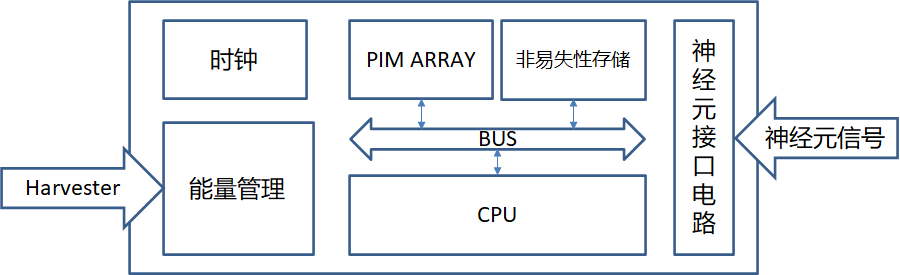 时钟
PIM ARRAY
非易失性存储
神经元接口电路
BUS
神经元信号
Harvester
能量管理
CPU